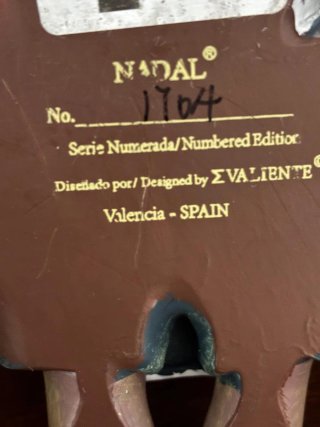 NADAL®
No. 1704
Serie Numerada/Numbered Edition
Diseñado por/Designed by ΣVALIENTE©
Valencia - SPAIN